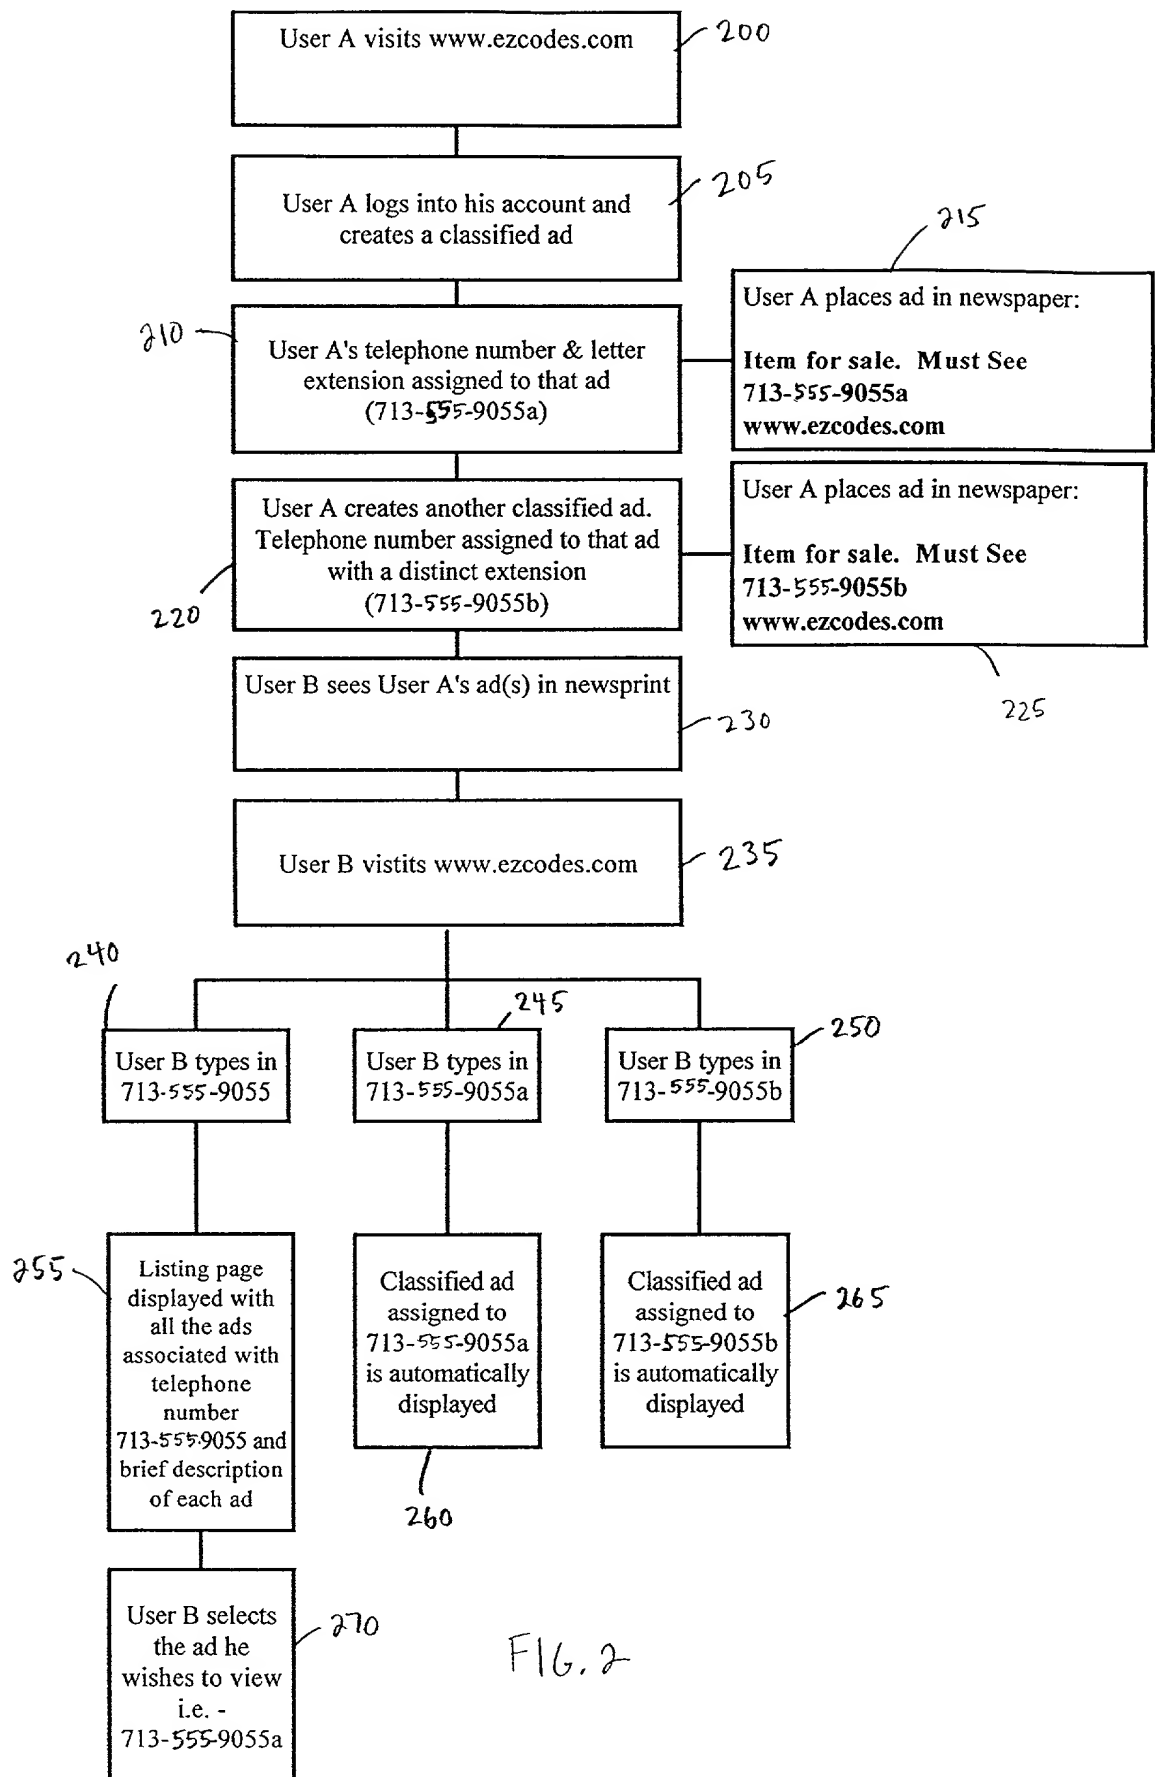 User A visits www.ezcodes.com
200
User A logs into his account and
creates a classified ad
205
215
User A places ad in newspaper:
Item for sale. Must See
713-555-9055a
www.ezcodes.com
210
User A's telephone number & letter
extension assigned to that ad
(713-555-9055a)
User A creates another classified ad.
Telephone number assigned to that ad
with a distinct extension
(713-555-9055b)
220
User A places ad in newspaper:
Item for sale. Must See
713-555-9055b
www.ezcodes.com
225
User B sees User A's ad(s) in newsprint
230
User B vistits www.ezcodes.com
235
240
User B types in
713-555-9055
245
User B types in
713-555-9055a
250
User B types in
713-555-9055b
255
Listing page
displayed with
all the ads
associated with
telephone
number
713-555-9055 and
brief description
of each ad
Classified ad
assigned to
713-555-9055a
is automatically
displayed
260
Classified ad
assigned to
713-555-9055b
is automatically
displayed
265
User B selects
the ad he
wishes to view
i.e. -
713-555-9055a
270
FIG. 2